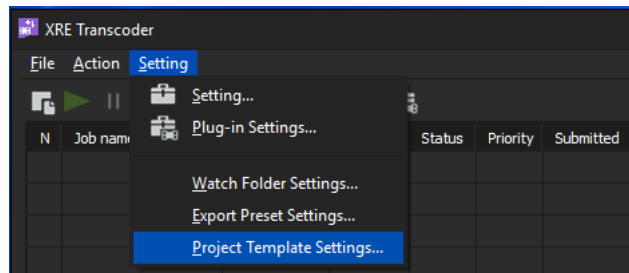 XRE Transcoder
File Action Setting
Setting...
Plug-in Settings...
N Job nam Status Priority Submitted
Watch Folder Settings...
Export Preset Settings...
Project Template Settings...